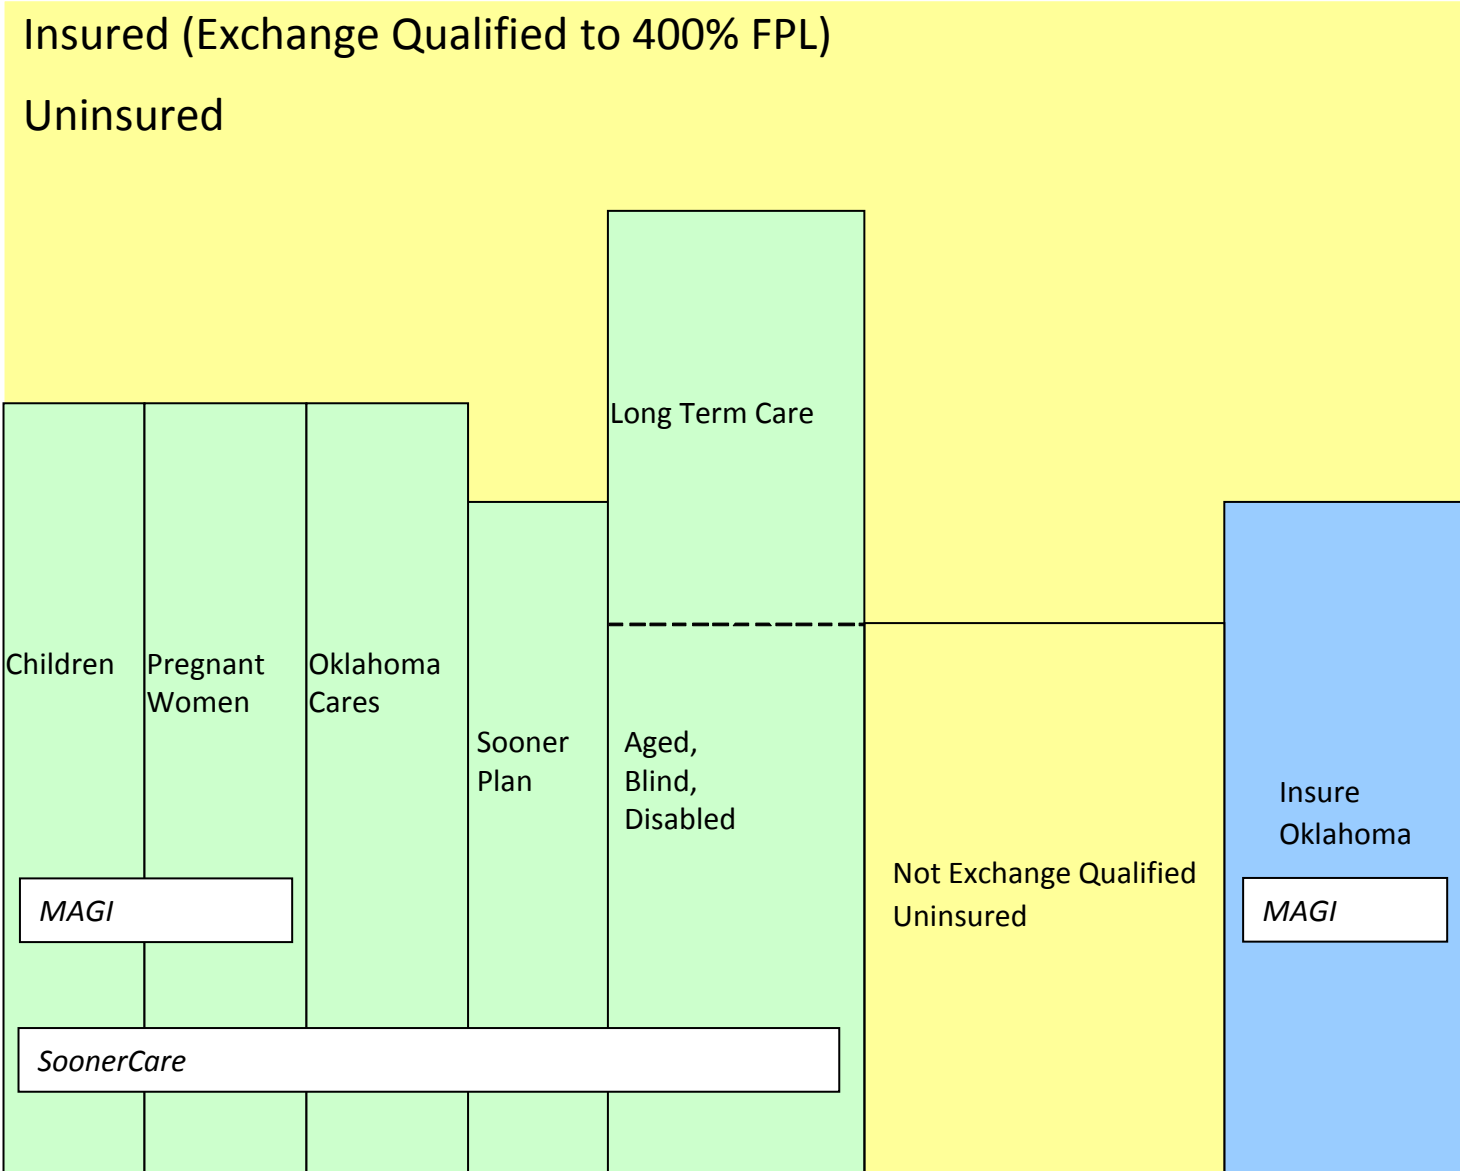 Insured (Exchange Qualified to 400% FPL)
Uninsured
Long Term Care
Children
Pregnant
Women
Oklahoma
Cares
Sooner
Plan
Aged,
Blind,
Disabled
Insure
Oklahoma
Not Exchange Qualified
Uninsured
MAGI
MAGI
SoonerCare